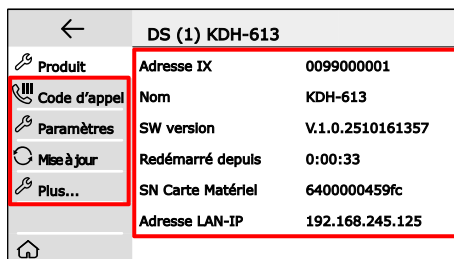 DS (1) KDH-613
Produit
Adresse IX 0099000001
Code d'appel
Nom KDH-613
Paramètres
SW version V.1.0.2510161357
Mise à jour
Redémarré depuis 0:00:33
Plus...
SN Carte Matériel 6400000459fc
Adresse LAN-IP 192.168.245.125